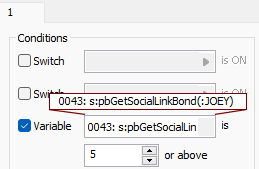 1
Conditions
Switch is ON
Switch is ON
0043: s:pbGetSocialLinkBond(:JOEY)
Variable 0043: s:pbGetSocialLin is
5 or above